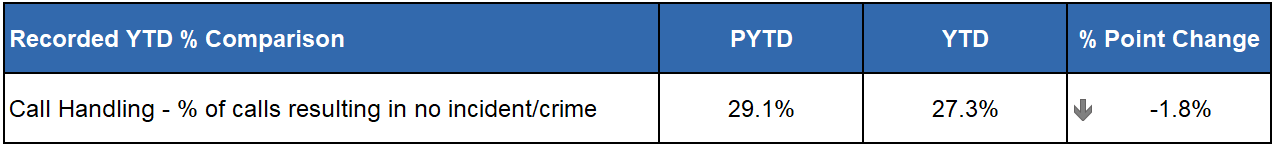 Recorded YTD % Comparison PYTD YTD % Point Change
Call Handling - % of calls resulting in no incident/crime 29.1% 27.3% -1.8%